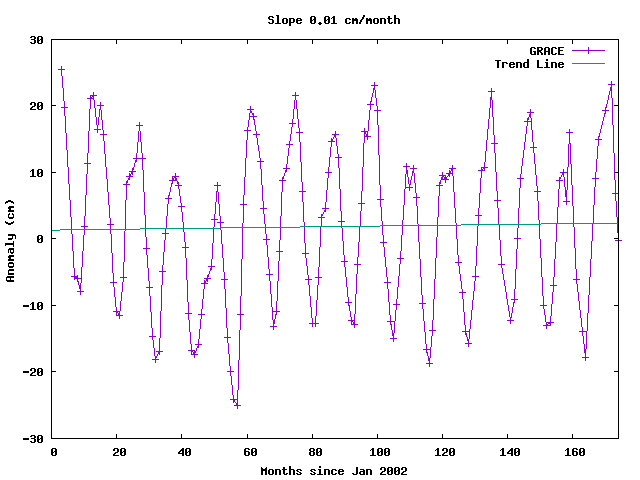 Slope 0.01 cm/month
GRACE
Trend Line
30
20
10
0
-10
-20
-30
Anomaly (cm)
0 20 40 60 80 100 120 140 160
Months since Jan 2002